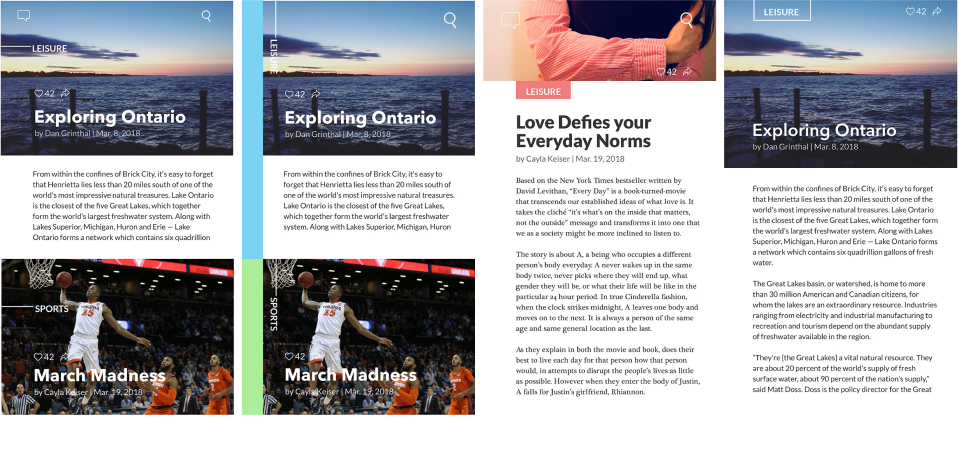 LEISURE
42
Exploring Ontario
by Dan Grinthal | Mar. 8, 2018
From within the confines of Brick City, it's easy to forget
that Henrietta lies less than 20 miles south of one of the
world's most impressive natural treasures. Lake Ontario
is the closest of the five Great Lakes, which together
form the world's largest freshwater system. Along with
Lakes Superior, Michigan, Huron and Erie — Lake
Ontario forms a network which contains six quadrillion
SPORTS
25
42
March Madness
by Cayla Keiser | Mar. 19, 2018
LEISURE
42
Exploring Ontario
by Dan Grinthal | Mar. 8, 2018
From within the confines of Brick City, it's easy to
forget that Henrietta lies less than 20 miles south of
one of the world's most impressive natural treasures.
Lake Ontario is the closest of the five Great Lakes,
which together form the world's largest freshwater
system. Along with Lakes Superior, Michigan, Huron
SPORTS
25
42
March Madness
by Cayla Keiser | Mar. 19, 2018
42
LEISURE
Love Defies your
Everyday Norms
by Cayla Keiser | Mar. 19, 2018
Based on the New York Times bestseller written by
David Levithan, “Every Day” is a book-turned-movie
that transcends our established ideas of what love is. It
takes the cliché “it's what's on the inside that matters,
not the outside” message and transforms it into one that
we as a society might be more inclined to listen to.
The story is about A, a being who occupies a different
person's body everyday. A never wakes up in the same
body twice, never picks where they will end up, what
gender they will be, or what their life will be like in the
particular 24 hour period. In true Cinderella fashion,
when the clock strikes midnight, A leaves one body and
moves on to the next. It is always a person of the same
age and same general location as the last.
As they explain in both the movie and book, does their
best to live each day for that person how that person
would, in attempts to disrupt the people's lives as little
as possible. However when they enter the body of Justin,
A falls for Justin's girlfriend, Rhiannon.
LEISURE
42
Exploring Ontario
by Dan Grinthal | Mar. 8, 2018
From within the confines of Brick City, it's easy to forget
that Henrietta lies less than 20 miles south of one of the
world's most impressive natural treasures. Lake Ontario
is the closest of the five Great Lakes, which together form
the world's largest freshwater system. Along with Lakes
Superior, Michigan, Huron and Erie — Lake Ontario forms
a network which contains six quadrillion gallons of fresh
water.
The Great Lakes basin, or watershed, is home to more
than 30 million American and Canadian citizens, for
whom the lakes are an extraordinary resource. Industries
ranging from electricity and industrial manufacturing to
recreation and tourism depend on the abundant supply
of freshwater available in the region.
“They're [the Great Lakes] a vital natural resource. They
are about 20 percent of the world's supply of fresh
surface water, about 90 percent of the nation's supply,”
said Matt Doss. Doss is the policy director for the Great